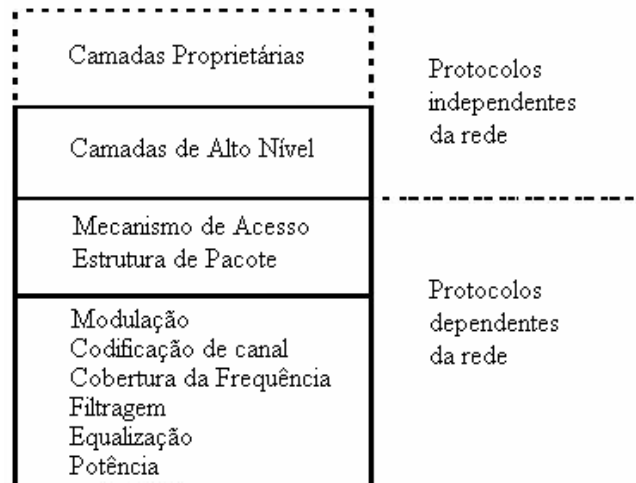 Camadas Proprietárias
Protocolos
independentes
da rede
Camadas de Alto Nível
Mecanismo de Acesso
Estrutura de Pacote
Protocolos
dependentes
da rede
Modulação
Codificação de canal
Cobertura da Frequência
Filtragem
Equalização
Potência